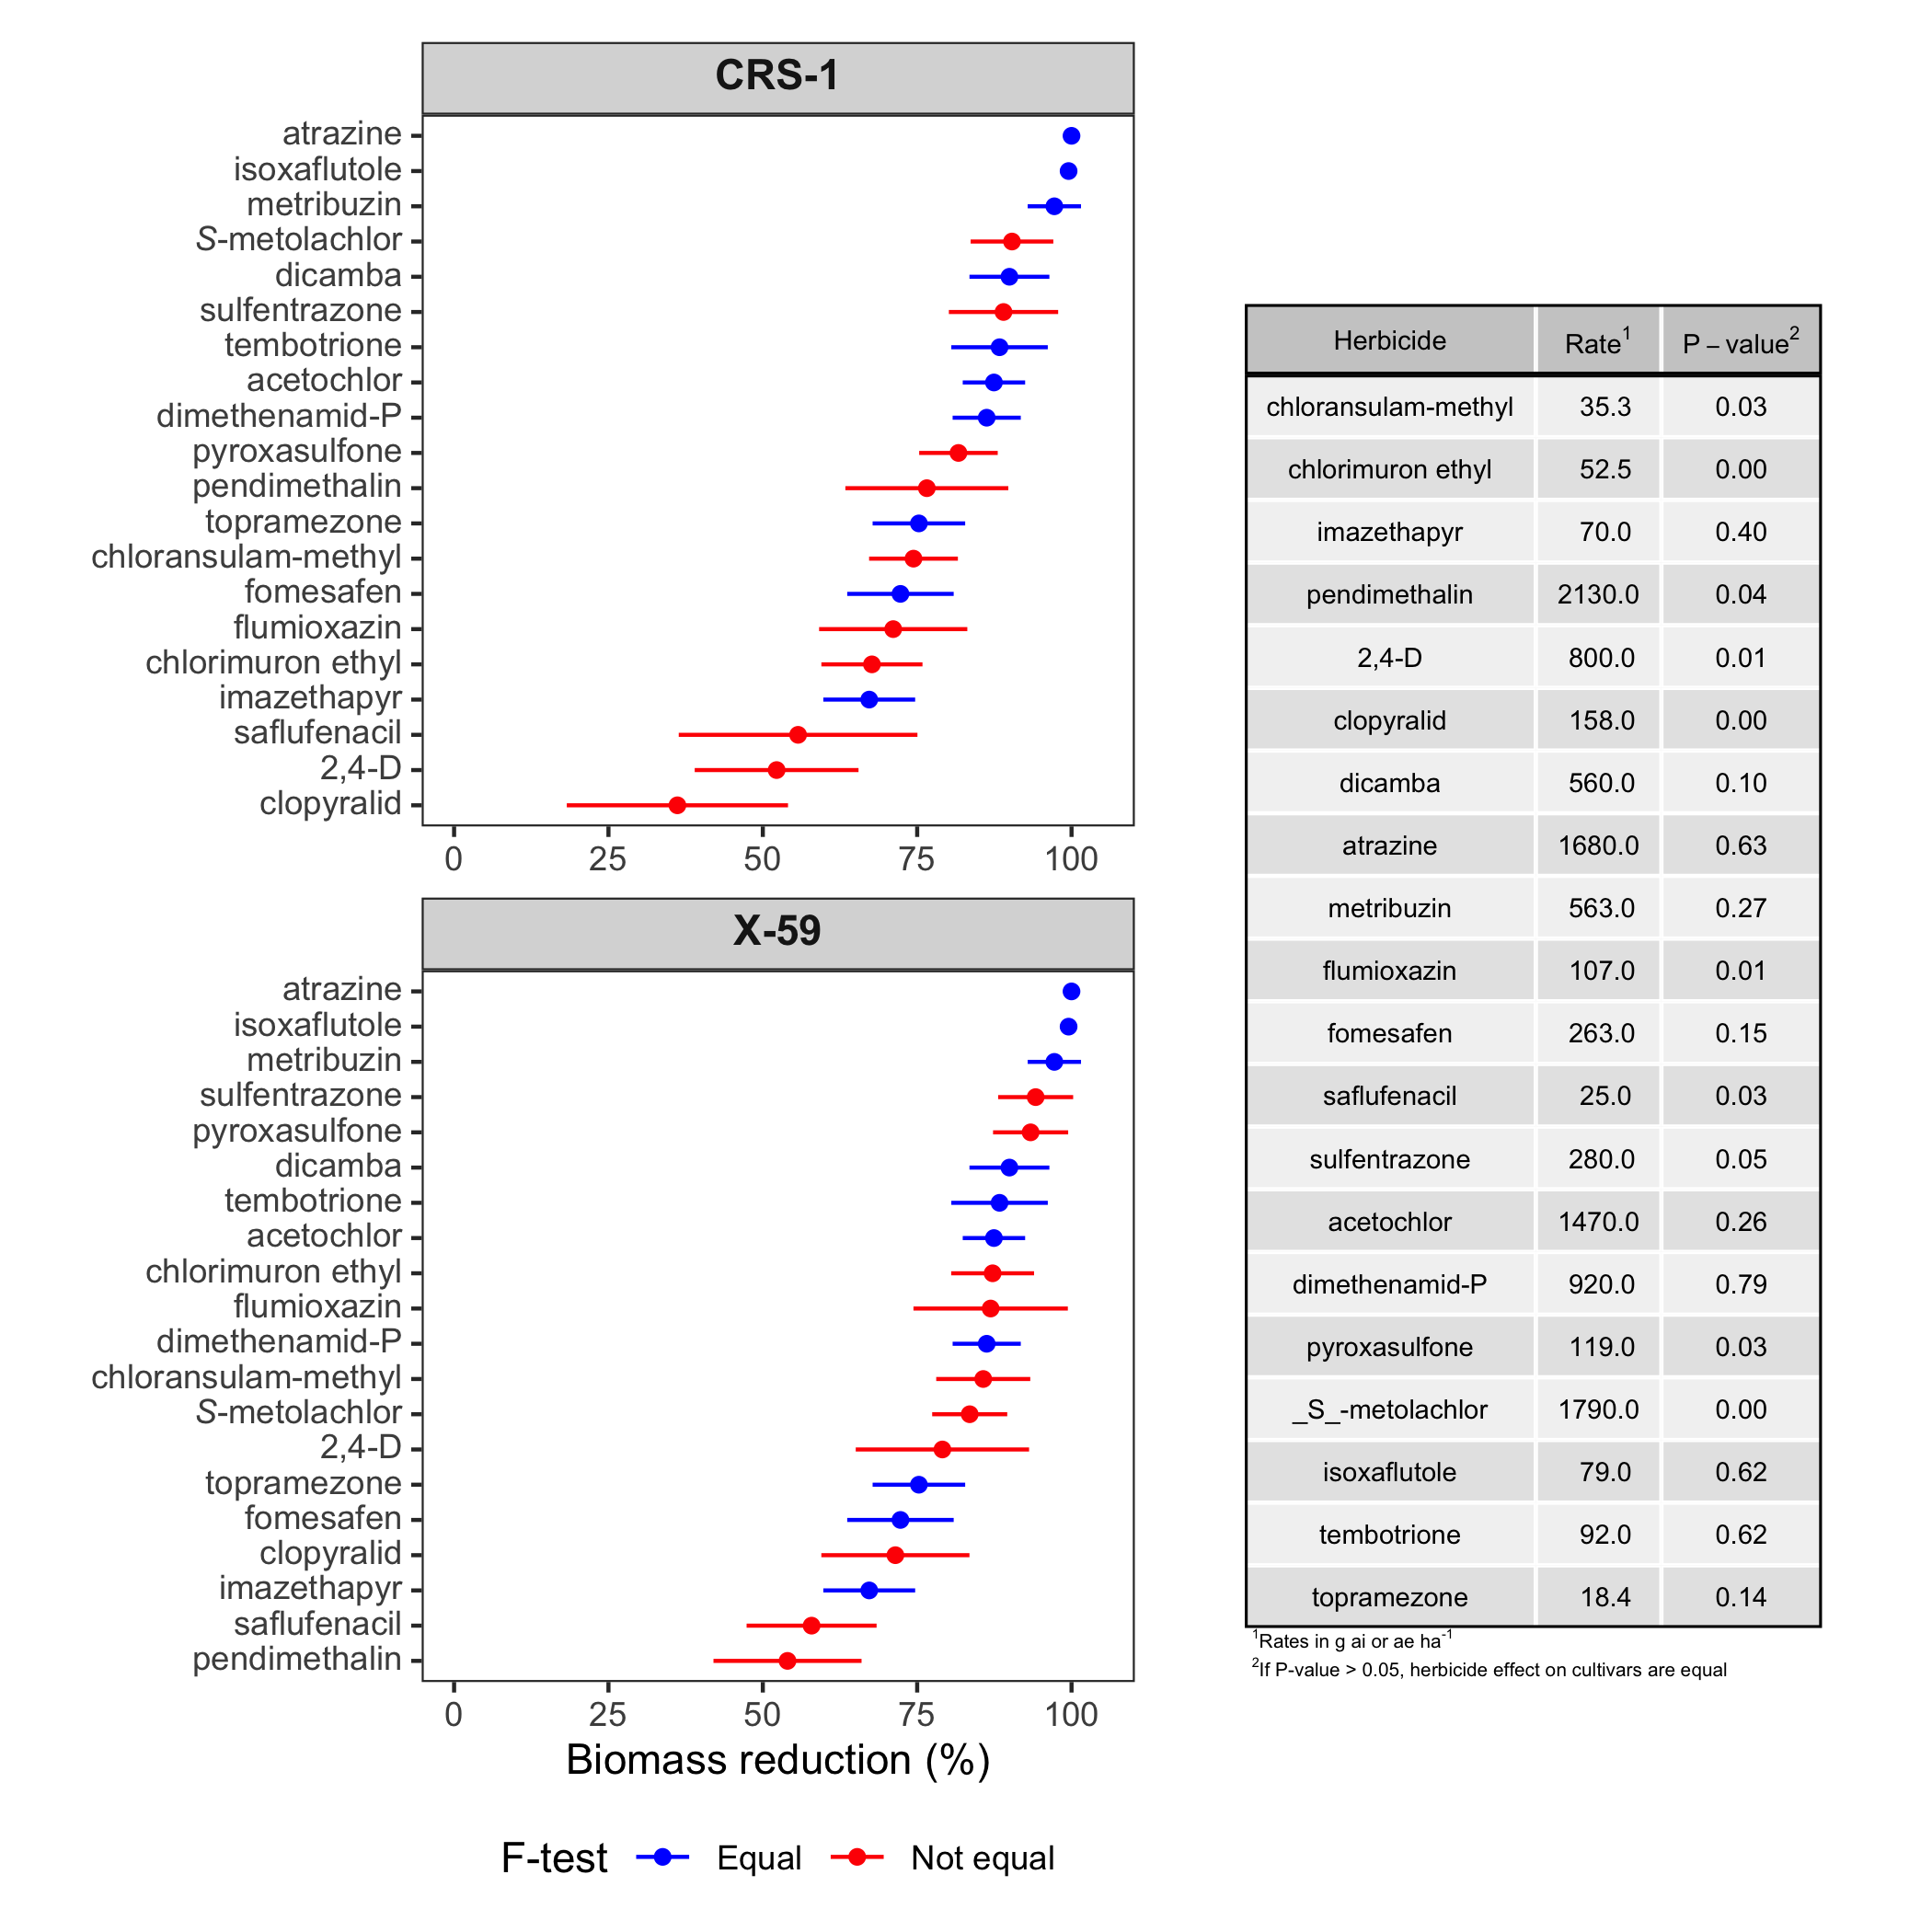 CRS-1
atrazine
isoxaflutole
metribuzin
S-metolachlor
dicamba
sulfentrazone
tembotrione
acetochlor
dimethenamid-P
pyroxasulfone
pendimethalin
topramezone
chloransulam-methyl
fomesafen
flumioxazin
chlorimuron ethyl
imazethapyr
saflufenacil
2,4-D
clopyralid
0 25 50 75 100
X-59
atrazine
isoxaflutole
metribuzin
sulfentrazone
pyroxasulfone
dicamba
tembotrione
acetochlor
chlorimuron ethyl
flumioxazin
dimethenamid-P
chloransulam-methyl
S-metolachlor
2,4-D
topramezone
fomesafen
clopyralid
imazethapyr
saflufenacil
pendimethalin
0 25 50 75 100
Biomass reduction (%)
F-test Equal Not equal
Herbicide Rate1 P – value2
chloransulam-methyl 35.3 0.03
chlorimuron ethyl 52.5 0.00
imazethapyr 70.0 0.40
pendimethalin 2130.0 0.04
2,4-D 800.0 0.01
clopyralid 158.0 0.00
dicamba 560.0 0.10
atrazine 1680.0 0.63
metribuzin 563.0 0.27
flumioxazin 107.0 0.01
fomesafen 263.0 0.15
saflufenacil 25.0 0.03
sulfentrazone 280.0 0.05
acetochlor 1470.0 0.26
dimethenamid-P 920.0 0.79
pyroxasulfone 119.0 0.03
_S_-metolachlor 1790.0 0.00
isoxaflutole 79.0 0.62
tembotrione 92.0 0.62
topramezone 18.4 0.14
1Rates in g ai or ae ha-1
2If P-value > 0.05, herbicide effect on cultivars are equal